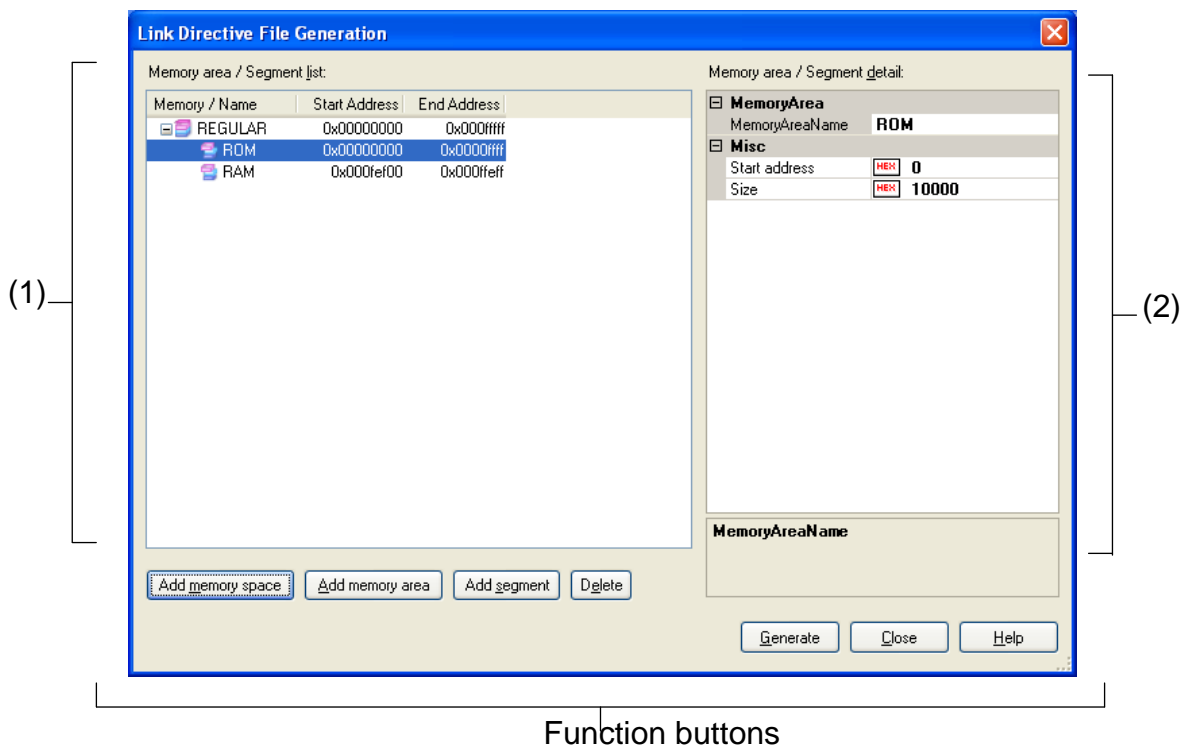 Link Directive File Generation
Memory area / Segment list:
Memory / Name Start Address End Address
REGULAR 0x00000000 0x000fffff
ROM 0x00000000 0x0000ffff
RAM 0x000fef00 0x000ffeff
Add memory space Add memory area Add segment Delete
Memory area / Segment detail:
MemoryArea
MemoryAreaName ROM
Misc
Start address HEX 0
Size HEX 10000
MemoryAreaName
Generate Close Help
(1)
(2)
Function buttons